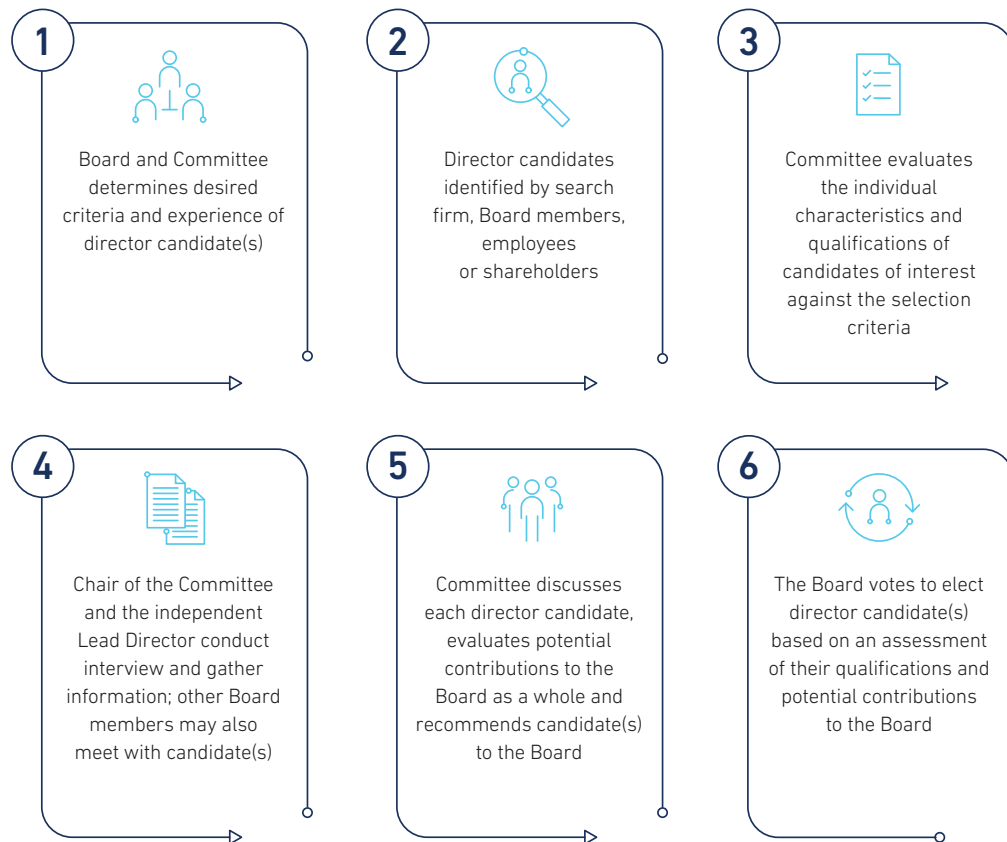 1
Board and Committee
determines desired
criteria and experience of
director candidate(s)
2
Director candidates
identified by search
firm, Board members,
employees
or shareholders
3
Committee evaluates
the individual
characteristics and
qualifications of
candidates of interest
against the selection
criteria
4
Chair of the Committee
and the independent
Lead Director conduct
interview and gather
information; other Board
members may also
meet with candidate(s)
5
Committee discusses
each director candidate,
evaluates potential
contributions to the
Board as a whole and
recommends candidate(s)
to the Board
6
The Board votes to elect
director candidate(s)
based on an assessment
of their qualifications and
potential contributions
to the Board